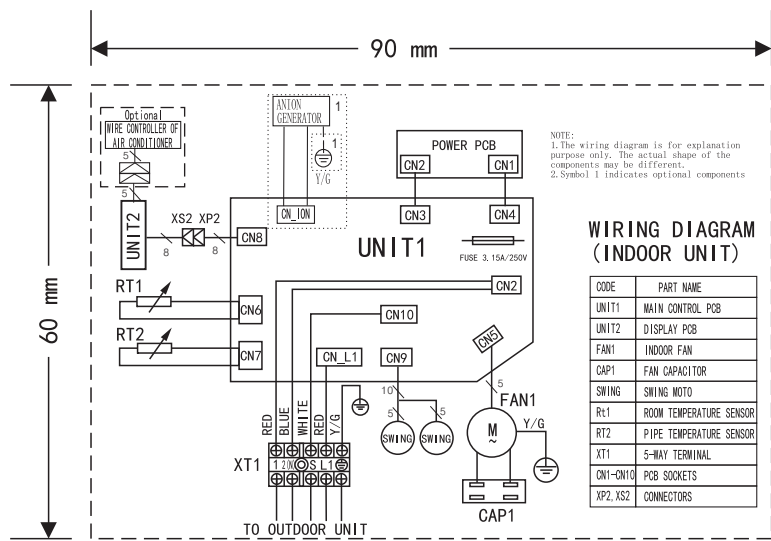 90 mm
60 mm
Optional
WIRE CONTROLLER OF
AIR CONDITIONER
5
5
UNIT2
XS2 XP2
8
8
CN8
ANION
GENERATOR
1
1
Y/G
CN_ION
POWER PCB
CN2
CN1
CN3
CN4
UNIT1
FUSE 3.15A/250V
NOTE:
1.The wiring diagram is for explanation
purpose only. The actual shape of the
components may be different.
2.Symbol 1 indicates optional components
RT1
CN6
RT2
CN7
CN2
CN10
CN_L1
CN9
CN5
10
5
5
SWING
SWING
5
FAN1
M
~
Y/G
CAP1
RED
BLUE
WHITE
RED
Y/G
XT1
1 2(N) S L1
TO OUTDOOR UNIT
WIRING DIAGRAM
(INDOOR UNIT)
CODE PART NAME
UNIT1 MAIN CONTROL PCB
UNIT2 DISPLAY PCB
FAN1 INDOOR FAN
CAP1 FAN CAPACITOR
SWING SWING MOTO
Rt1 ROOM TEMPERATURE SENSOR
RT2 PIPE TEMPERATURE SENSOR
XT1 5-WAY TERMINAL
CN1-CN10 PCB SOCKETS
XP2, XS2 CONNECTORS